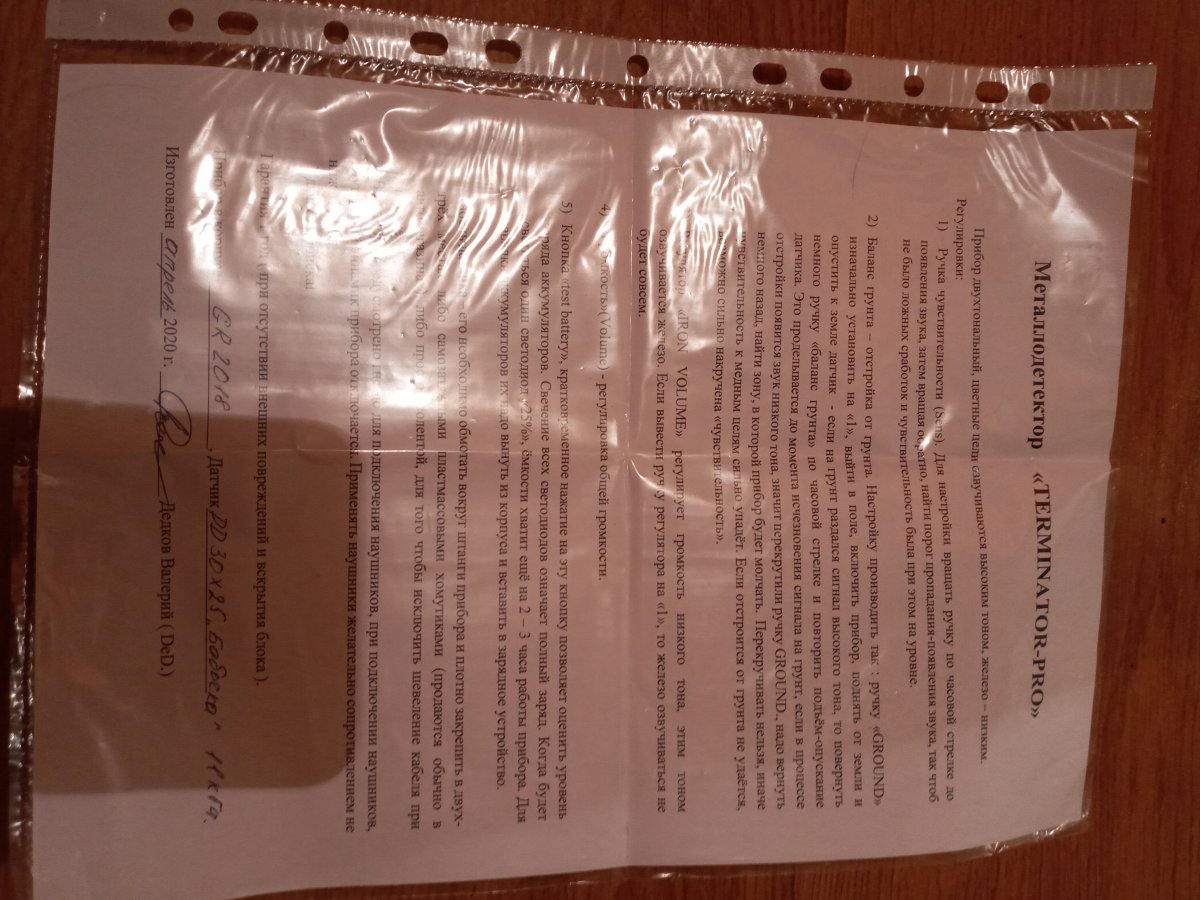 Металлодетектор «TERMINATOR-PRO»
Прибор двухтональный, цветные цели озвучиваются высоким тоном, железо – низким.
Регулировки:
1) Ручка чувствительности (Sens). Для настройки вращать ручку по часовой стрелке до
появления звука, затем вращая обратно, найти порог пропадания-появления звука, так чтоб
не было ложных сработок и чувствительность была при этом на уровне.
2) Баланс грунта – отстройка от грунта. Настройку производить так : ручку «GROUND»
изначально установить на «1», выйти в поле, включить прибор, поднять от земли и
опустить к земле датчик - если на грунт раздался сигнал высокого тона, то повернуть
немного ручку «баланс грунта» по часовой стрелке и повторить подъём-опускание
датчика. Это проделывается до момента исчезновения сигнала на грунт, если в процессе
отстройки появится звук низкого тона, значит перекрутили ручку GROUND., надо вернуть
немного назад, найти зону, в которой прибор будет молчать. Перекручивать нельзя, иначе
чувствительность к медным целям сильно упадёт. Если отстроится от грунта не удаётся,
возможно сильно накручена «чувствительность».
«IRON VOLUME» регулирует громкость низкого тона, этим тоном
озвучивается железо. Если вывести ручку регулятора на «1», то железо озвучиваться не
будет совсем.
4) (Volume) - регулировка общей громкости.
5) Кнопка «test battery», кратковременное нажатие на эту кнопку позволяет оценить уровень
заряда аккумуляторов. Свечение всех светодиодов означает полный заряд. Когда будет
один светодиод «25%», ёмкости хватит ещё на 2 – 3 часа работы прибора. Для
аккумуляторов их надо вынуть из корпуса и вставить в зарядное устройство.
его необходимо обмотать вокруг штанги прибора и плотно закрепить в двух-
трёх местах либо самозатяжными пластмассовыми хомутиками (продаются обычно в
либо изолентой, для того чтобы исключить шевеление кабеля при
для подключения наушников, при подключении наушников,
прибора отключается. Применять наушники желательно сопротивлением не
при отсутствии внешних повреждений и вскрытия блока ).
GR 2018, Датчик DD 30х25
Изготовлен апрель 2020 г. Дедков Валерий ( DeD.)